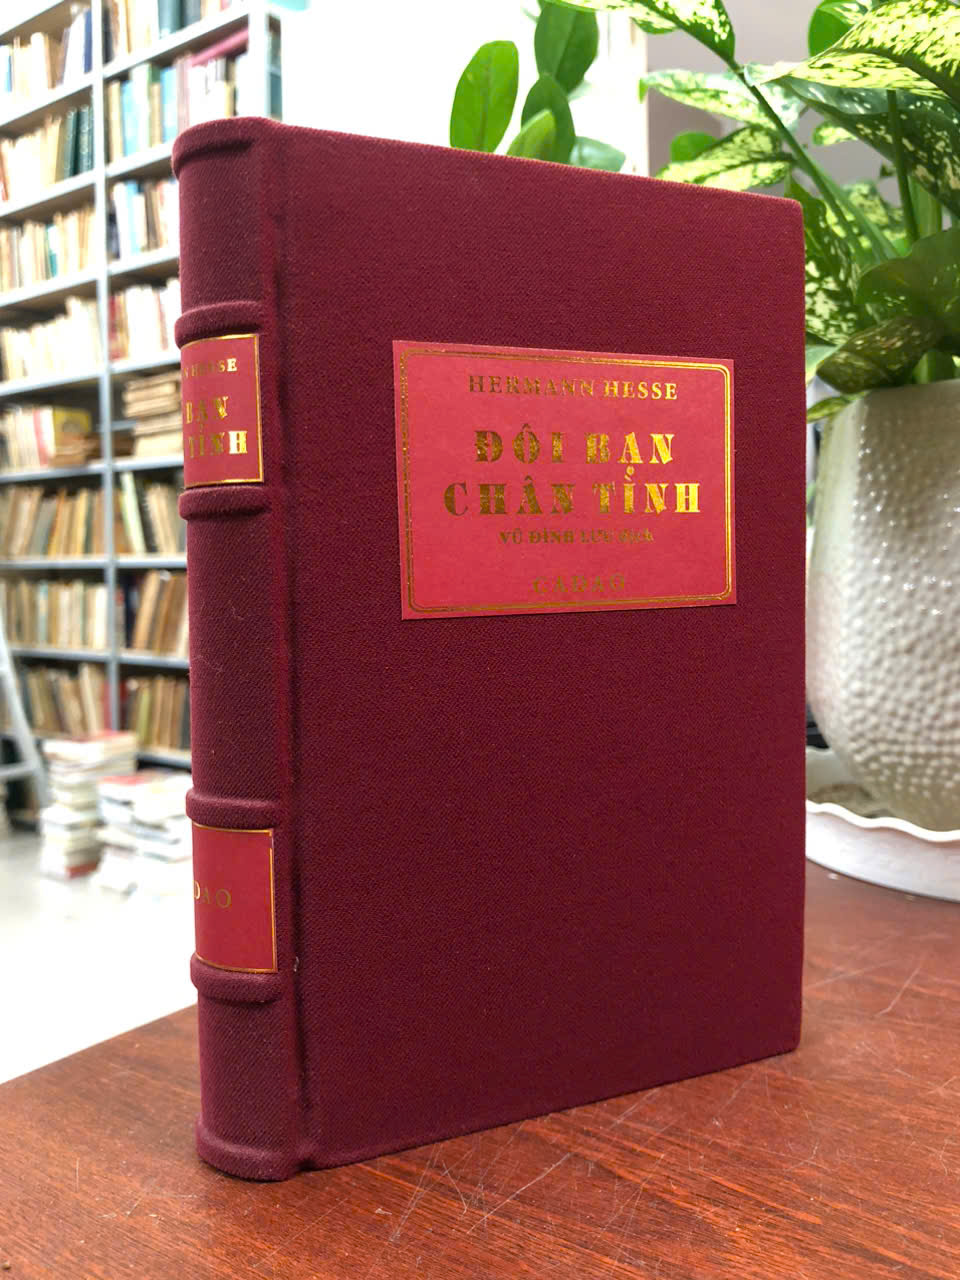 HERMANN HESSE
ĐÔI BẠN
CHÂN TÌNH
VŨ ĐÌNH LƯU dịch
CADAO
HESSE
BẠN
TÌNH
DAO